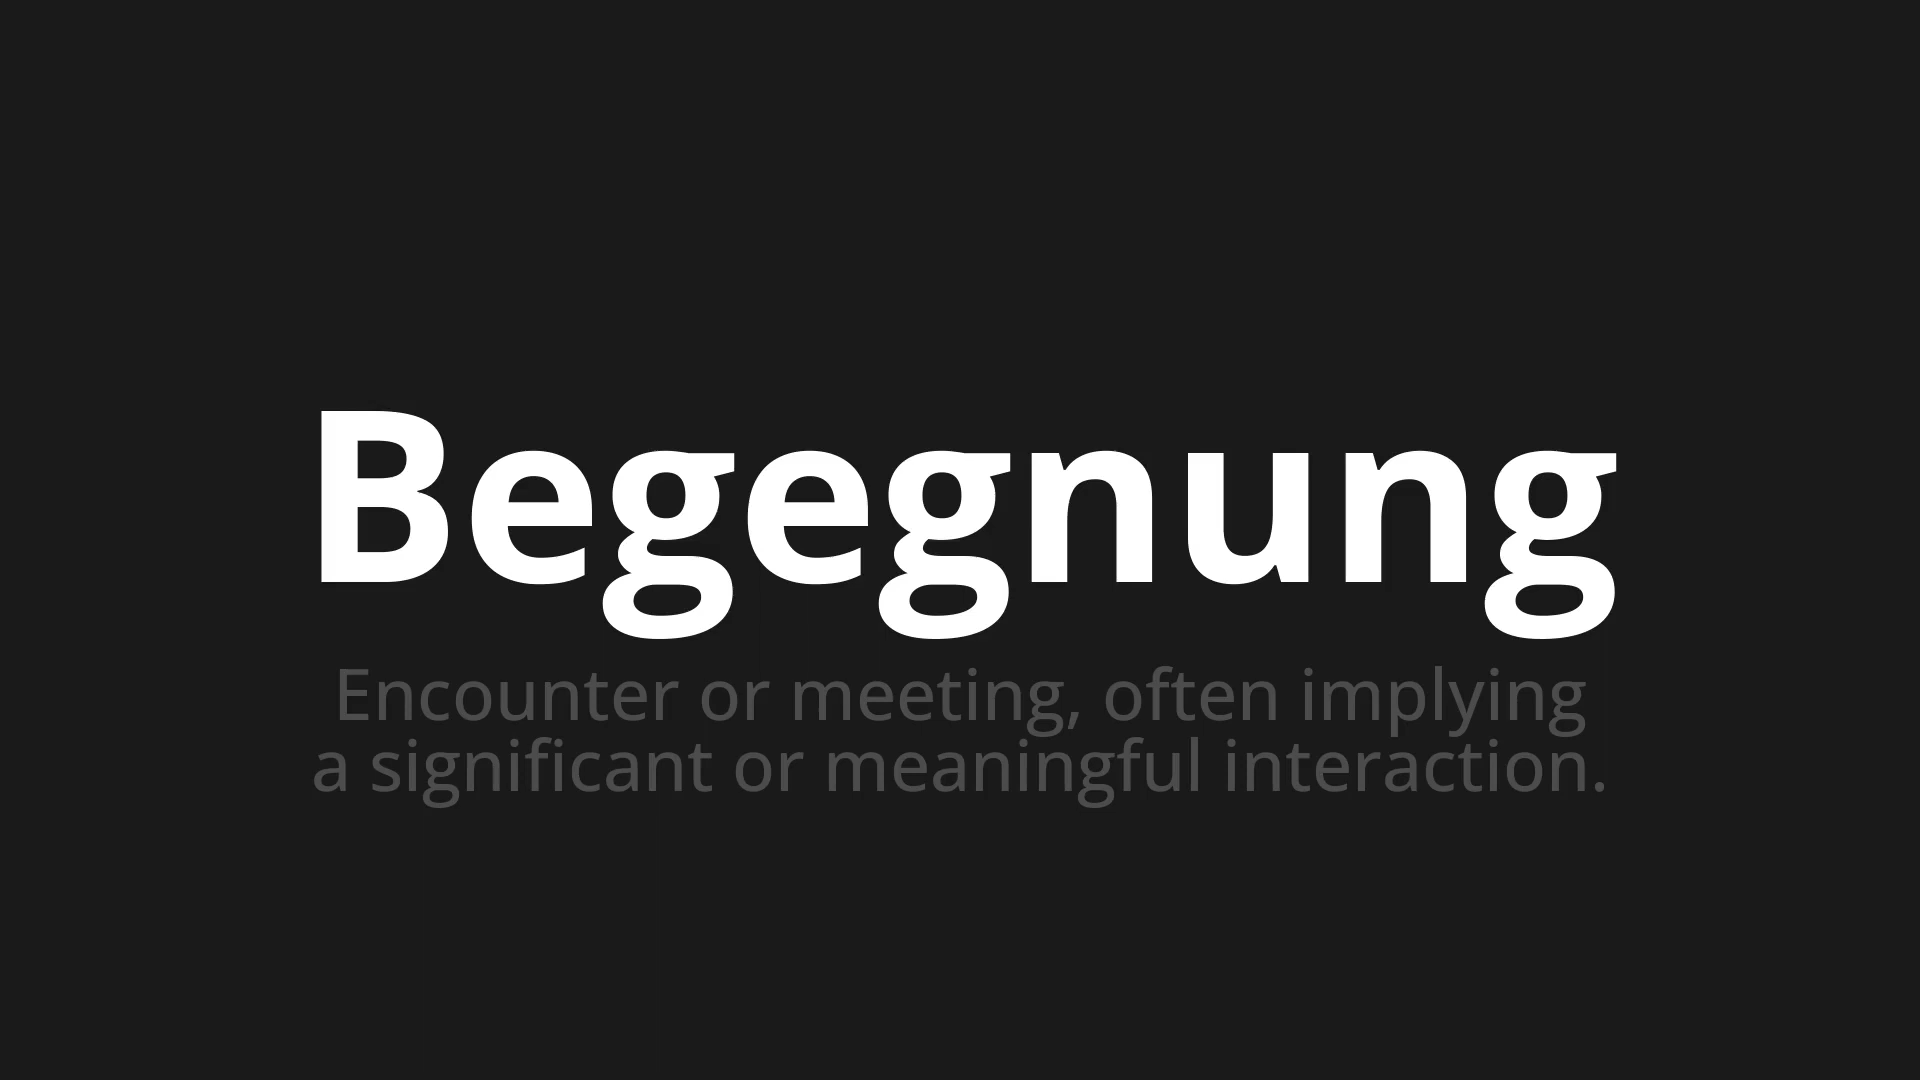 Begegnung
Encounter or meeting, often implying
a significant or meaningful interaction.